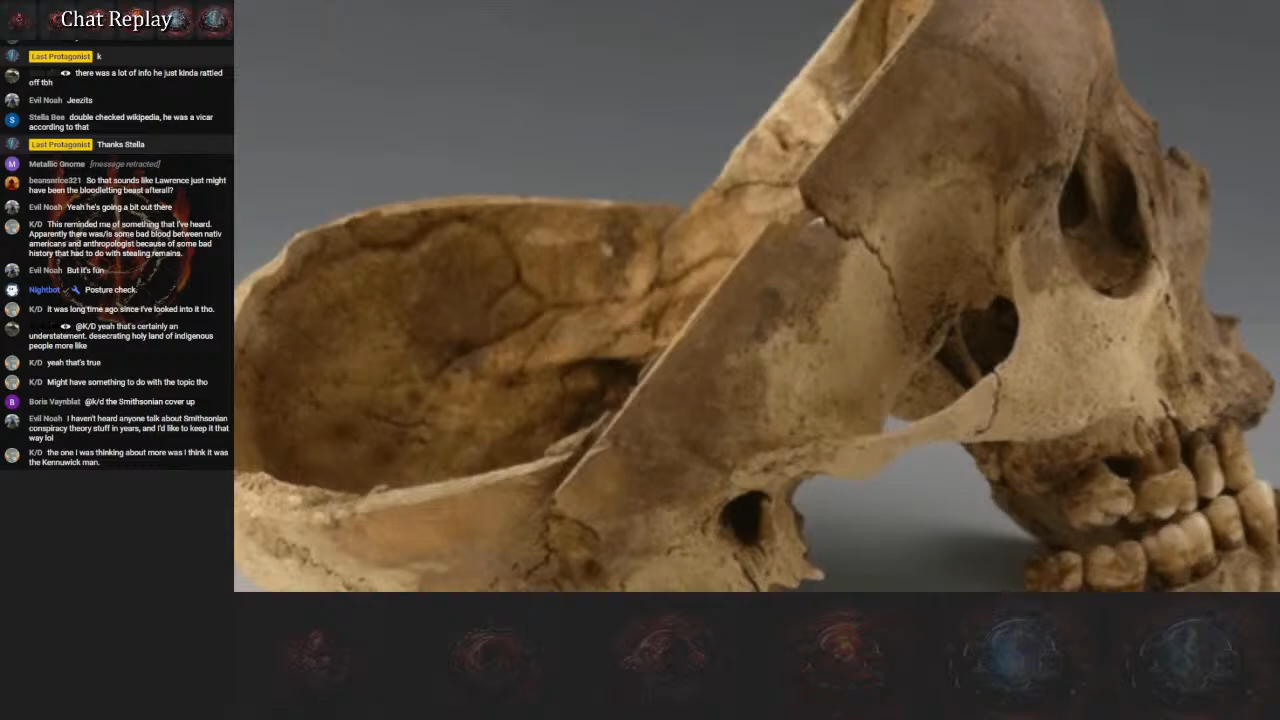 Chat Replay
Last Protagonist k
there was a lot of info he just kinda rattled
off tbh
Evil Noah Jeezits
Stella Bee double checked wikipedia, he was a vicar
according to that
Last Protagonist Thanks Stella
Metallic Gnome [message retracted]
beansnrice321 So that sounds like Lawrence just might
have been the bloodletting beast afterall?
Evil Noah Yeah he's going a bit out there
K/D This reminded me of something that I've heard.
Apparently there was/is some bad blood between nativ
americans and anthropologist because of some bad
history that had to do with stealing remains.
Evil Noah But it's fun
Nightbot Posture check.
K/D it was long time ago since I've looked into it tho.
@K/D yeah that's certainly an
understatement. desecrating holy land of indigenous
people more like
K/D yeah that's true
K/D Might have something to do with the topic tho
Boris Vaynblat @k/d the Smithsonian cover up
Evil Noah I haven't heard anyone talk about Smithsonian
conspiracy theory stuff in years, and I'd like to keep it that
way lol
K/D the one I was thinking about more was I think it was
the Kennuwick man.